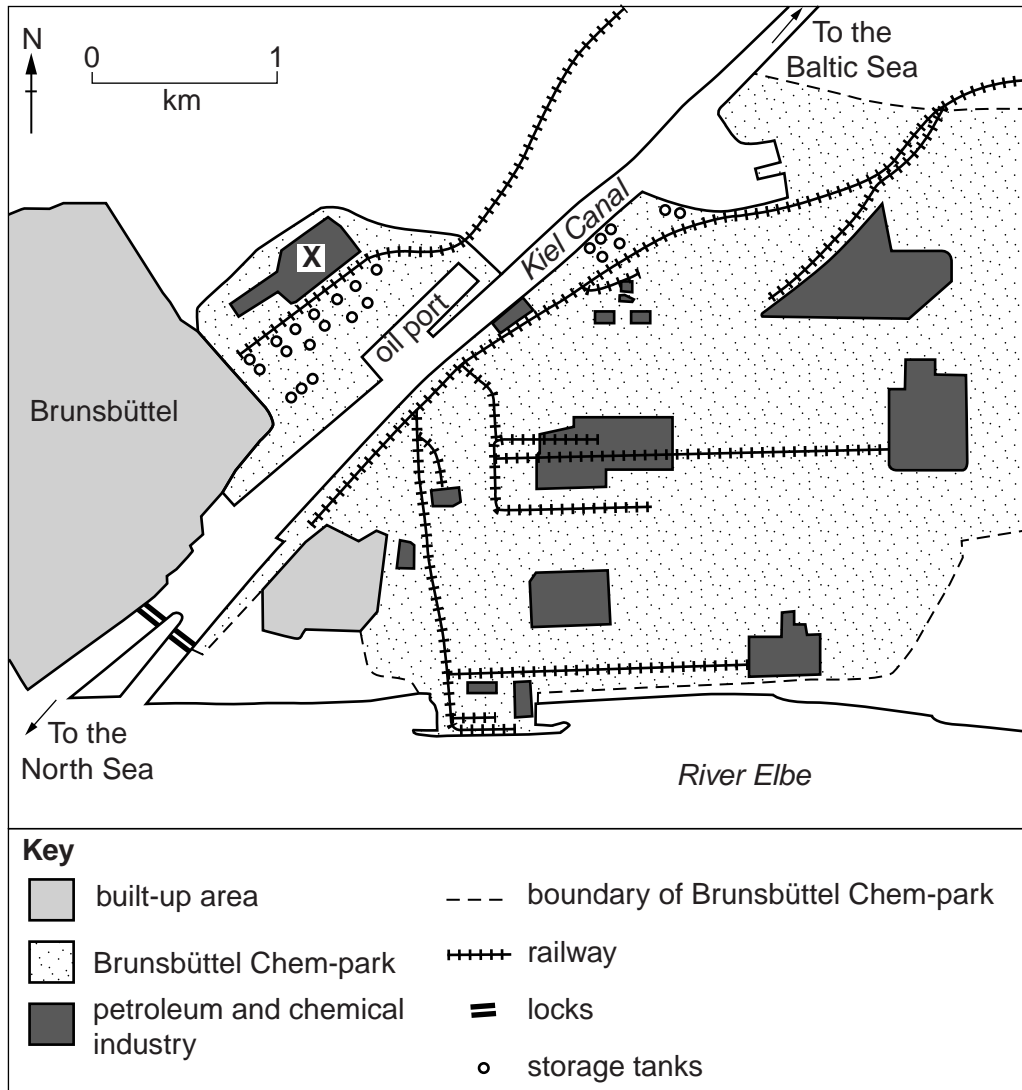 N
0 1
km
To the
Baltic Sea
Kiel Canal
X
oil port
Brunsbüttel
To the
North Sea
River Elbe
Key
built-up area
Brunsbüttel Chem-park
petroleum and chemical
industry
boundary of Brunsbüttel Chem-park
railway
locks
storage tanks